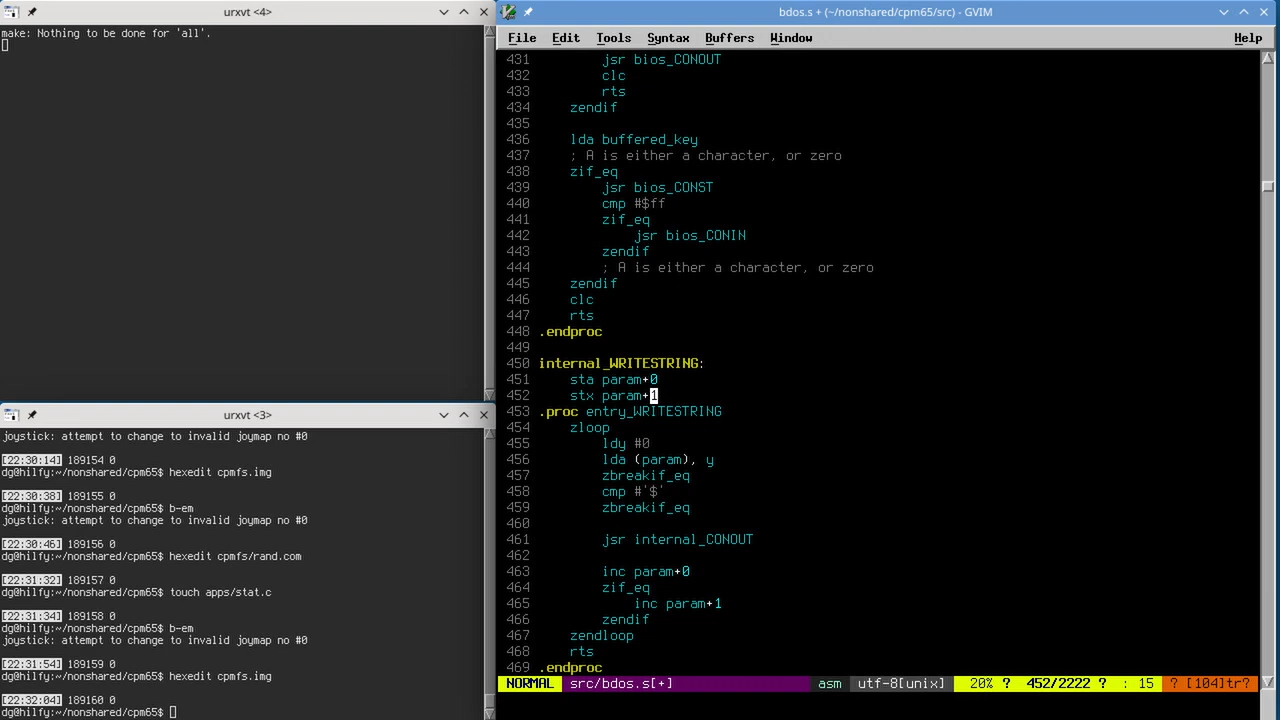 urxvt <4>
make: Nothing to be done for 'all'.
urxvt <3>
joystick: attempt to change to invalid joymap no #0
[22:30:14] 189154 0
dg@hilfy:~/nonshared/cpm65$ hexedit cpmfs.img
[22:30:38] 189155 0
dg@hilfy:~/nonshared/cpm65$ b-em
joystick: attempt to change to invalid joymap no #0
[22:30:46] 189156 0
dg@hilfy:~/nonshared/cpm65$ hexedit cpmfs/rand.com
[22:31:32] 189157 0
dg@hilfy:~/nonshared/cpm65$ touch apps/stat.c
[22:31:34] 189158 0
dg@hilfy:~/nonshared/cpm65$ b-em
joystick: attempt to change to invalid joymap no #0
[22:31:54] 189159 0
dg@hilfy:~/nonshared/cpm65$ hexedit cpmfs.img
[22:32:04] 189160 0
dg@hilfy:~/nonshared/cpm65$
bdos.s + (~/nonshared/cpm65/src) - GVIM
File Edit Tools Syntax Buffers Window Help
431 jsr bios_CONOUT
432 clc
433 rts
434 zendif
435
436 lda buffered_key
437 ; A is either a character, or zero
438 zif_eq
439 jsr bios_CONST
440 cmp #$ff
441 zif_eq
442 jsr bios_CONIN
443 zendif
444 ; A is either a character, or zero
445 zendif
446 clc
447 rts
448 .endproc
449
450 internal_WRITESTRING:
451 sta param+0
452 stx param+1
453 .proc entry_WRITESTRING
454 zloop
455 ldy #0
456 lda (param), y
457 zbreakif_eq
458 cmp #'$'
459 zbreakif_eq
460
461 jsr internal_CONOUT
462
463 inc param+0
464 zif_eq
465 inc param+1
466 zendif
467 zendloop
468 rts
469 .endproc
NORMAL src/bdos.s[+] asm utf-8[unix] 20% ? 452/2222 ? : 15 ? [104]tr?